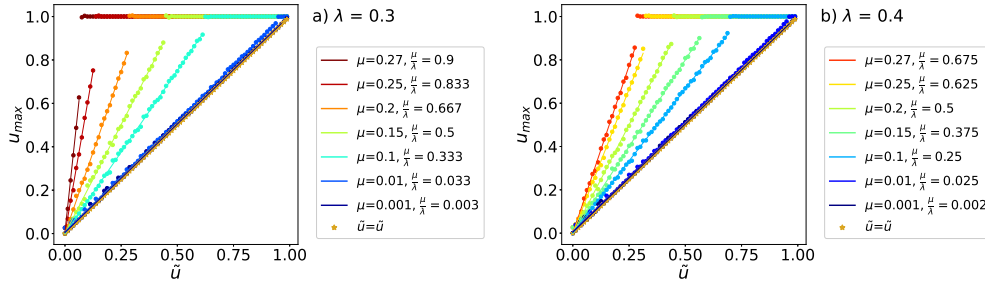 a) λ = 0.3
u_max
1.0
0.8
0.6
0.4
0.2
0.0
0.00 0.25 0.50 0.75 1.00
ũ
μ=0.27, μ/λ = 0.9
μ=0.25, μ/λ = 0.833
μ=0.2, μ/λ = 0.667
μ=0.15, μ/λ = 0.5
μ=0.1, μ/λ = 0.333
μ=0.01, μ/λ = 0.033
μ=0.001, μ/λ = 0.003
ũ=ũ
b) λ = 0.4
u_max
1.0
0.8
0.6
0.4
0.2
0.0
0.00 0.25 0.50 0.75 1.00
ũ
μ=0.27, μ/λ = 0.675
μ=0.25, μ/λ = 0.625
μ=0.2, μ/λ = 0.5
μ=0.15, μ/λ = 0.375
μ=0.1, μ/λ = 0.25
μ=0.01, μ/λ = 0.025
μ=0.001, μ/λ = 0.002
ũ=ũ